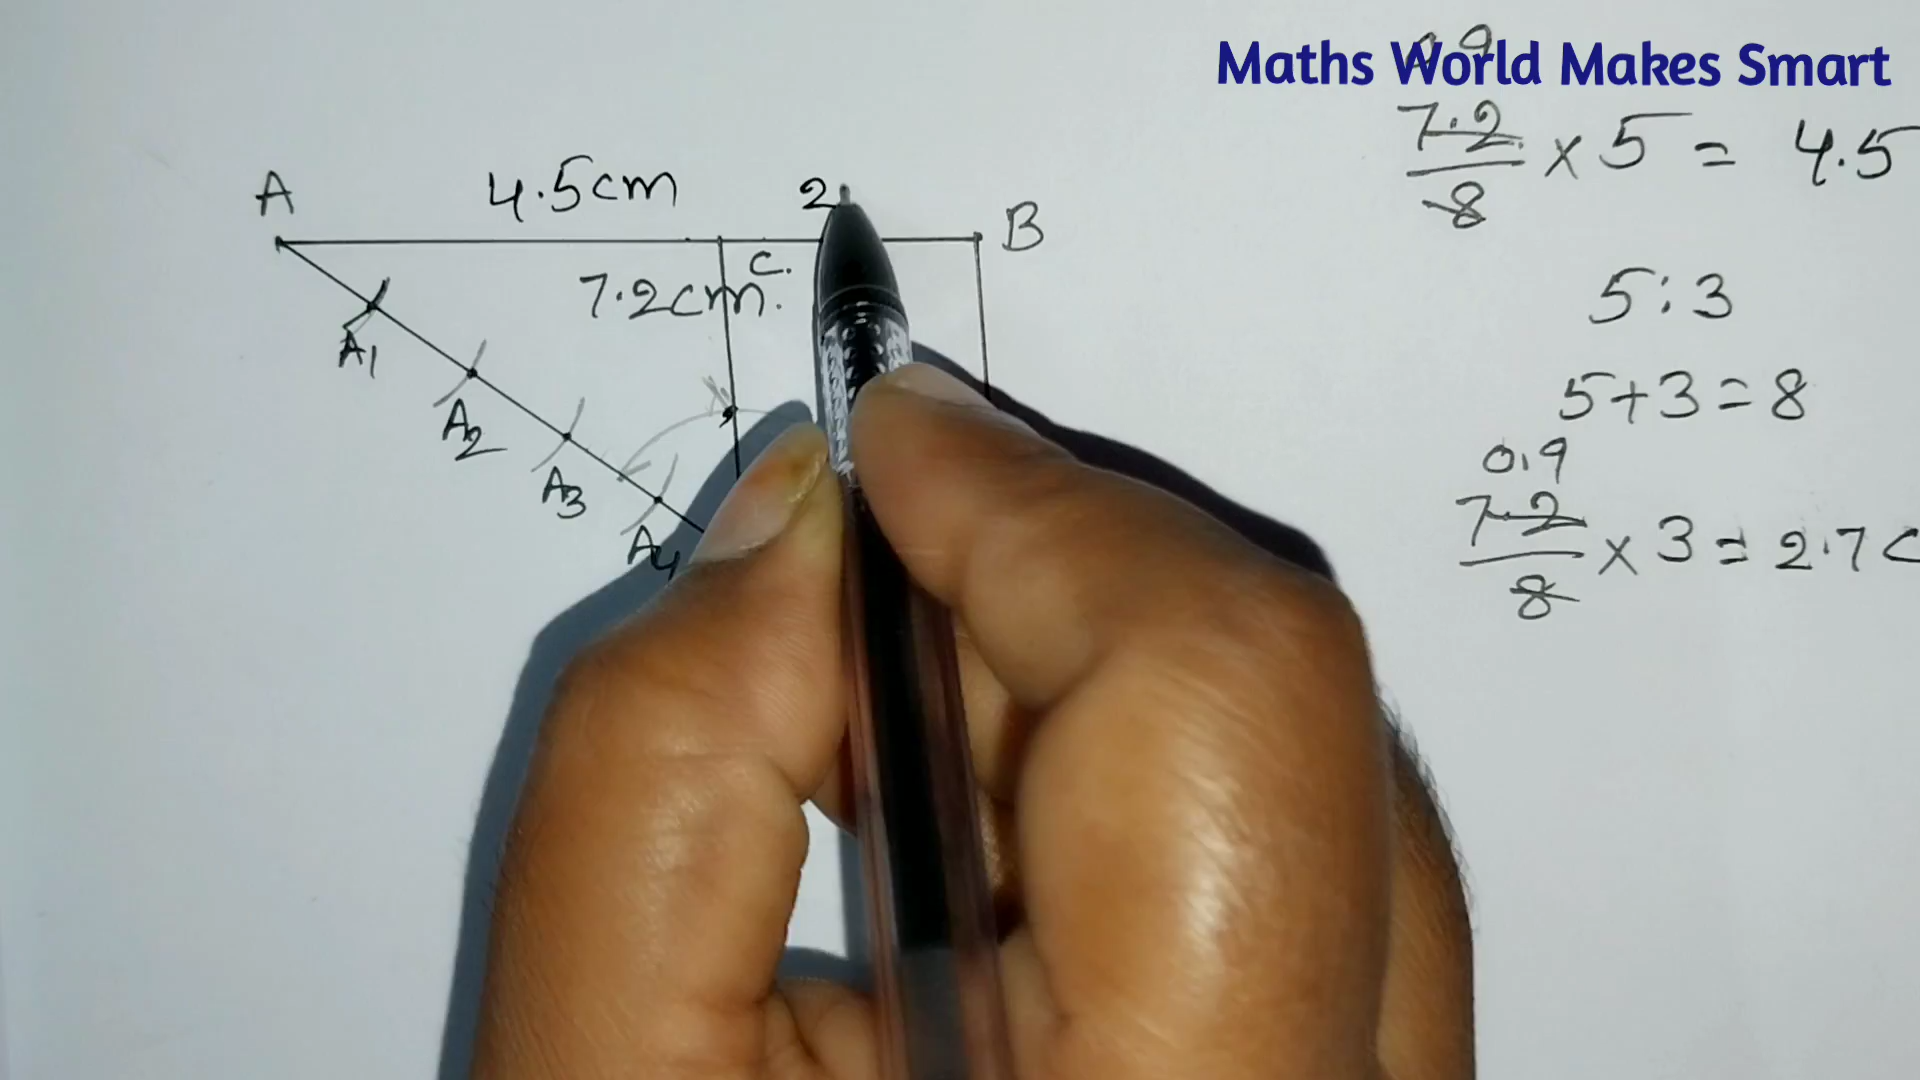 Maths World Makes Smart
0.9
7.2/8 × 5 = 4.5
A 4.5cm 2. B
C.
7.2cm.
5:3
A1
5+3=8
A2
0.9
A3
7.2/8 × 3 = 2.7 c
A4